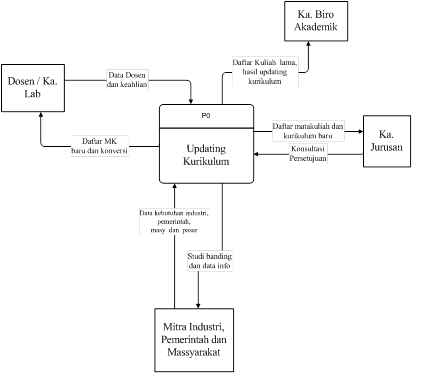 Ka. Biro
Akademik
Dosen / Ka.
Lab
Data Dosen
dan keahlian
Daftar Kuliah lama,
hasil updating
kurikulum
P0
Updating
Kurikulum
Daftar matakuliah dan
kurikulum baru
Ka.
Jurusan
Konsultasi
Persetujuan
Daftar MK
baru dan konversi
Data kebutuhan industri,
pemerintah,
masy dan pasar
Studi banding
dan data info
Mitra Industri,
Pemerintah dan
Massyarakat